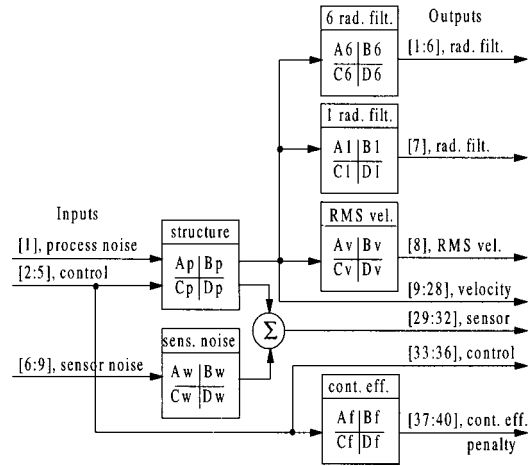 6 rad. filt.
Outputs
A6 B6
C6 D6
[1:6], rad. filt.
1 rad. filt.
A1 B1
C1 D1
[7], rad. filt.
Inputs
[1], process noise
[2:5], control
structure
Ap Bp
Cp Dp
RMS vel.
Av Bv
Cv Dv
[8], RMS vel.
[9:28], velocity
Σ
[29:32], sensor
[33:36], control
sens. noise
[6:9], sensor noise
Aw Bw
Cw Dw
cont. eff.
Af Bf
Cf Df
[37:40], cont. eff.
penalty